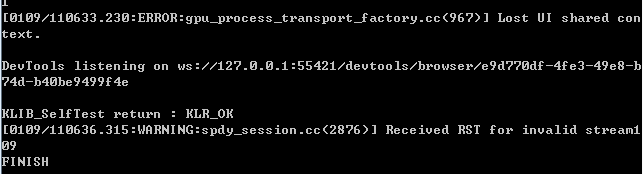 [0109/110633.230:ERROR:gpu_process_transport_factory.cc(967)] Lost UI shared con
text.
DevTools listening on ws://127.0.0.1:55421/devtools/browser/e9d770df-4fe3-49e8-b
74d-b40be9499f4e
KLIB_SelfTest return : KLR_OK
[0109/110636.315:WARNING:spdy_session.cc(2876)] Received RST for invalid stream1
09
FINISH